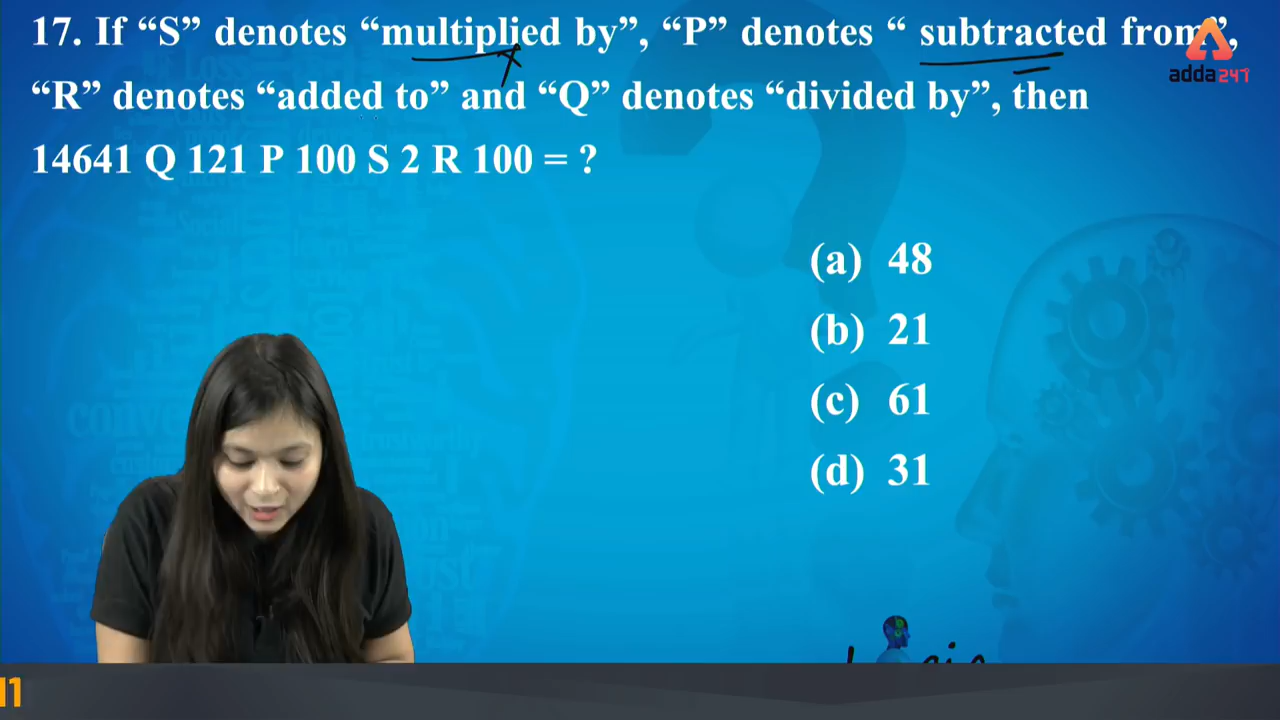 17. If “S” denotes “multiplied by”, “P” denotes “ subtracted from”,
adda247
“R” denotes “added to” and “Q” denotes “divided by”, then
14641 Q 121 P 100 S 2 R 100 = ?
(a) 48
(b) 21
(c) 61
(d) 31
11